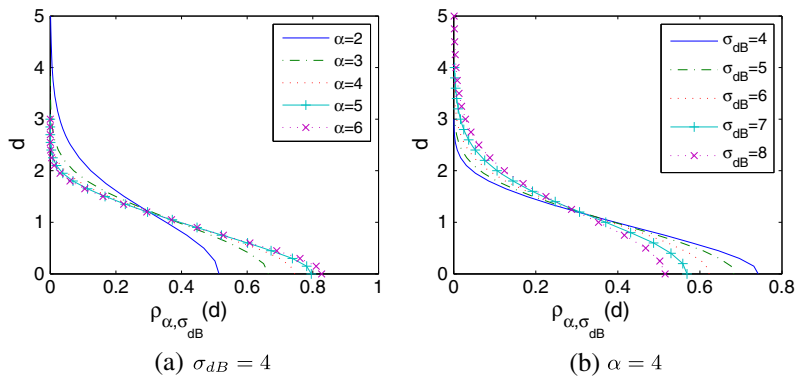 5
4
3
2
1
0
d
0 0.2 0.4 0.6 0.8 1
ρα,σdB (d)
α=2
α=3
α=4
α=5
α=6
(a) σdB = 4
5
4
3
2
1
0
d
0 0.2 0.4 0.6 0.8
ρα,σdB (d)
σdB=4
σdB=5
σdB=6
σdB=7
σdB=8
(b) α = 4